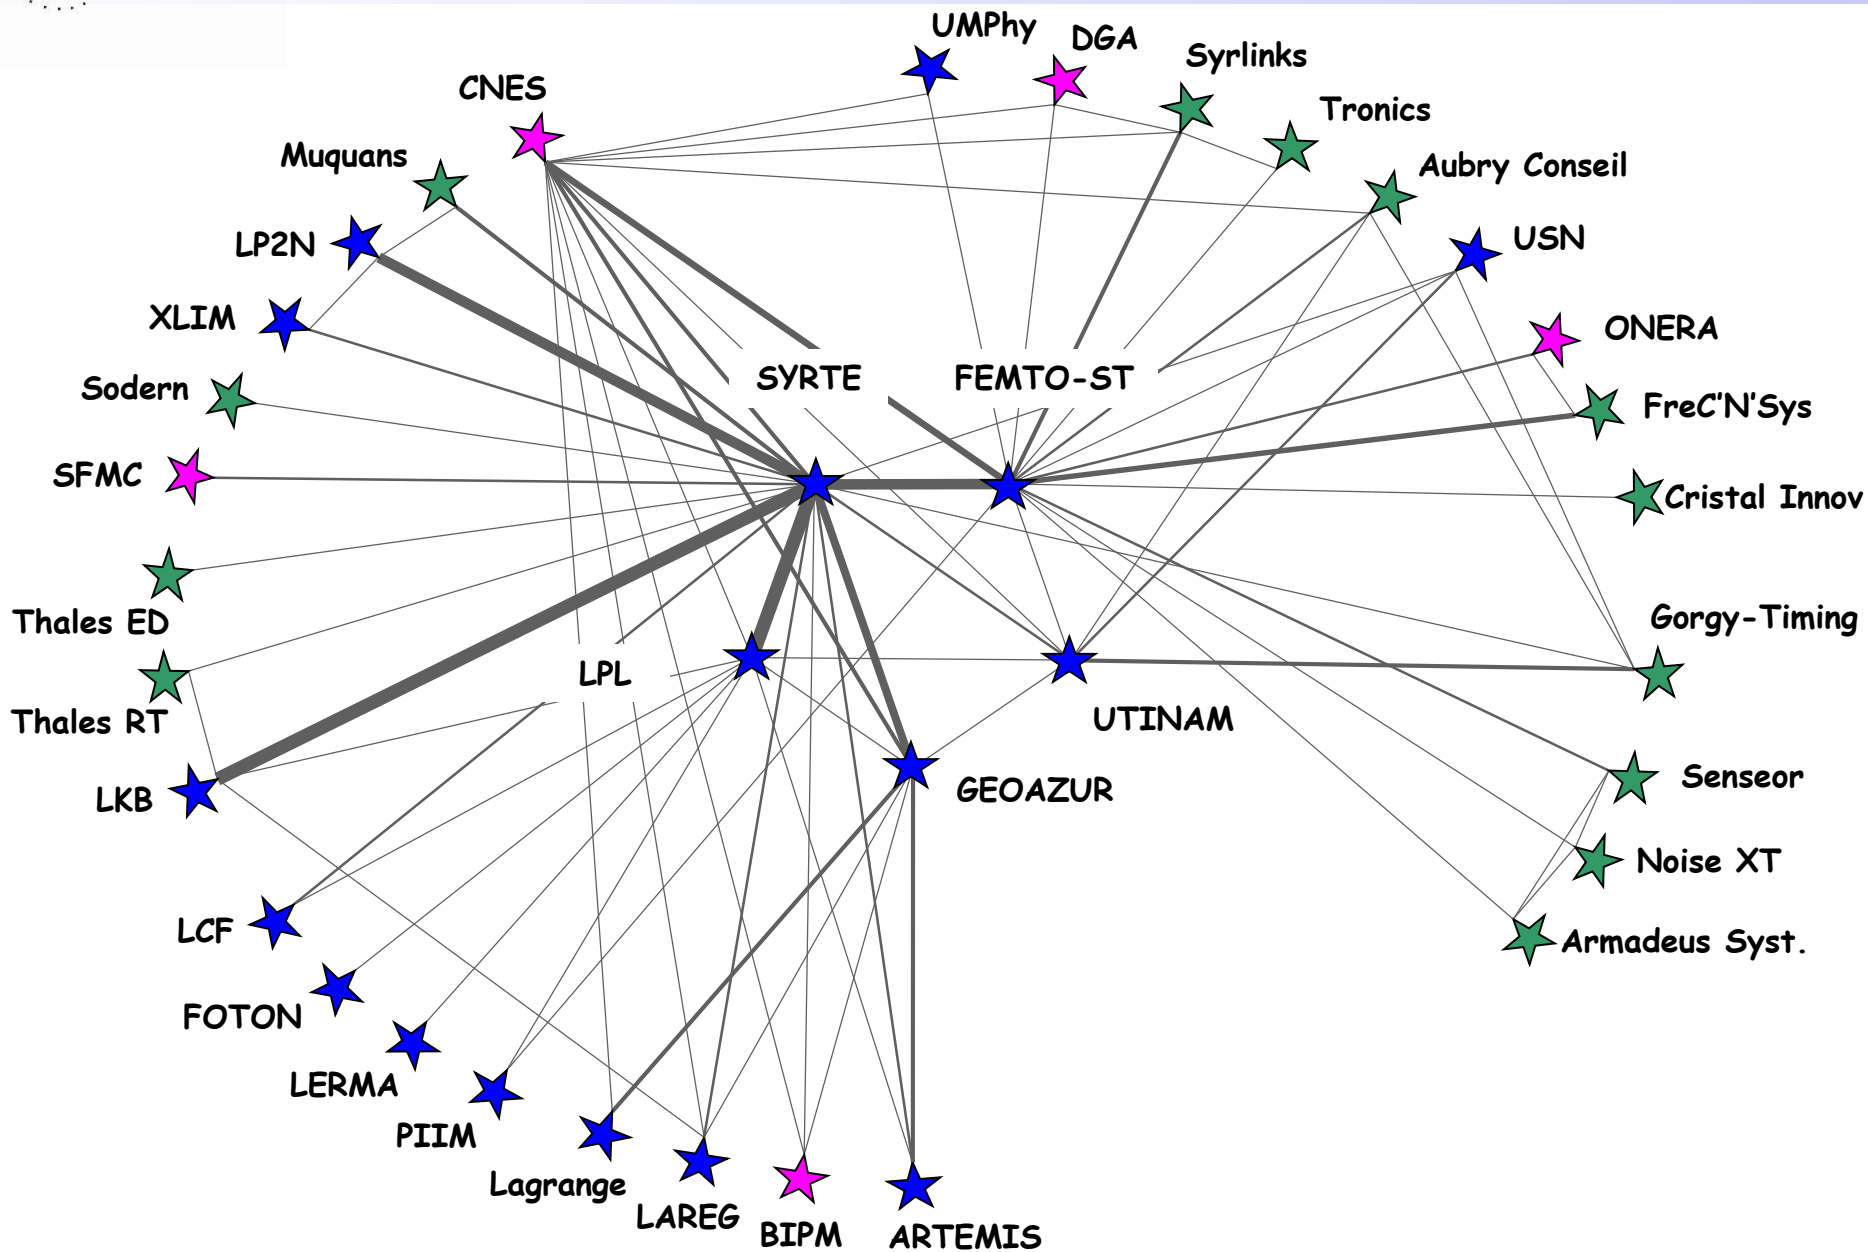 UMPhy
DGA
Syrlinks
CNES
Tronics
Muquans
Aubry Conseil
LP2N
USN
XLIM
ONERA
SYRTE
FEMTO-ST
Sodern
FreC'N'Sys
SFMC
Cristal Innov
Thales ED
Gorgy-Timing
LPL
Thales RT
UTINAM
LKB
GEOAZUR
Senseor
Noise XT
LCF
Armadeus Syst.
FOTON
LERMA
PIIM
Lagrange
LAREG
BIPM
ARTEMIS